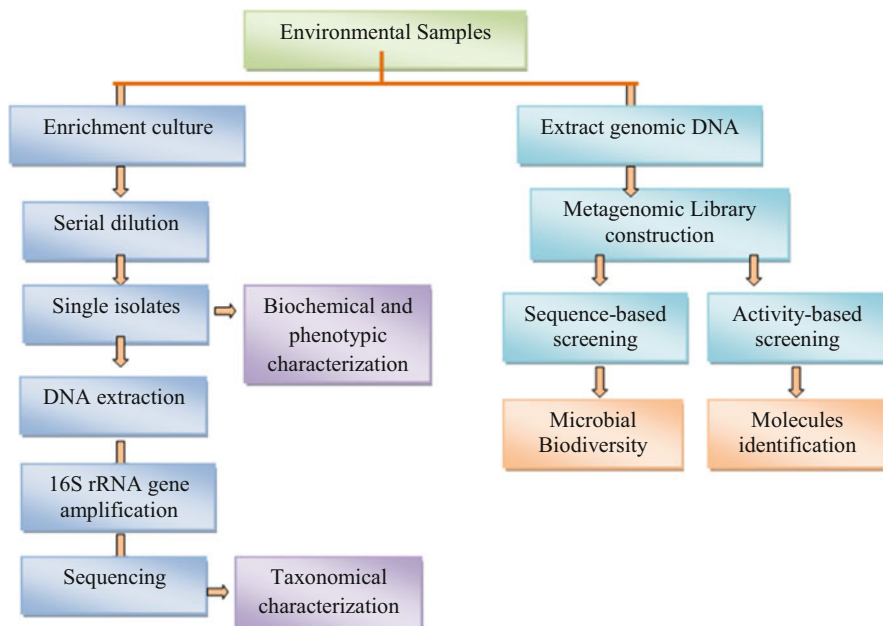 Environmental Samples
Enrichment culture
Serial dilution
Single isolates
Biochemical and
phenotypic
characterization
DNA extraction
16S rRNA gene
amplification
Sequencing
Taxonomical
characterization
Extract genomic DNA
Metagenomic Library
construction
Sequence-based
screening
Activity-based
screening
Microbial
Biodiversity
Molecules
identification